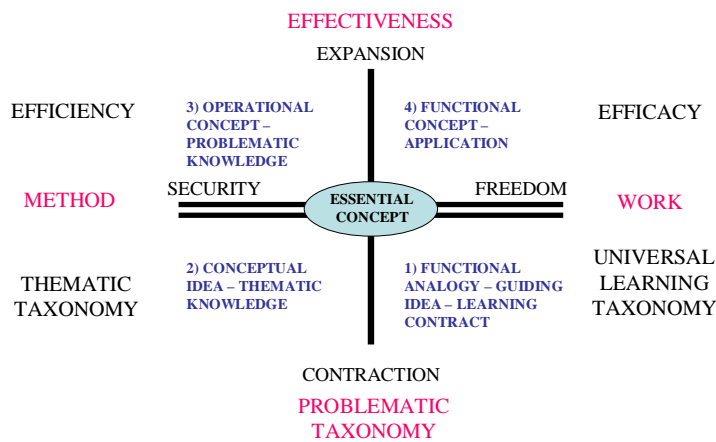 EFFECTIVENESS
EXPANSION
EFFICIENCY
3) OPERATIONAL
CONCEPT –
PROBLEMATIC
KNOWLEDGE
4) FUNCTIONAL
CONCEPT –
APPLICATION
EFFICACY
METHOD
SECURITY
ESSENTIAL
CONCEPT
FREEDOM
WORK
THEMATIC
TAXONOMY
2) CONCEPTUAL
IDEA – THEMATIC
KNOWLEDGE
1) FUNCTIONAL
ANALOGY – GUIDING
IDEA – LEARNING
CONTRACT
UNIVERSAL
LEARNING
TAXONOMY
CONTRACTION
PROBLEMATIC
TAXONOMY